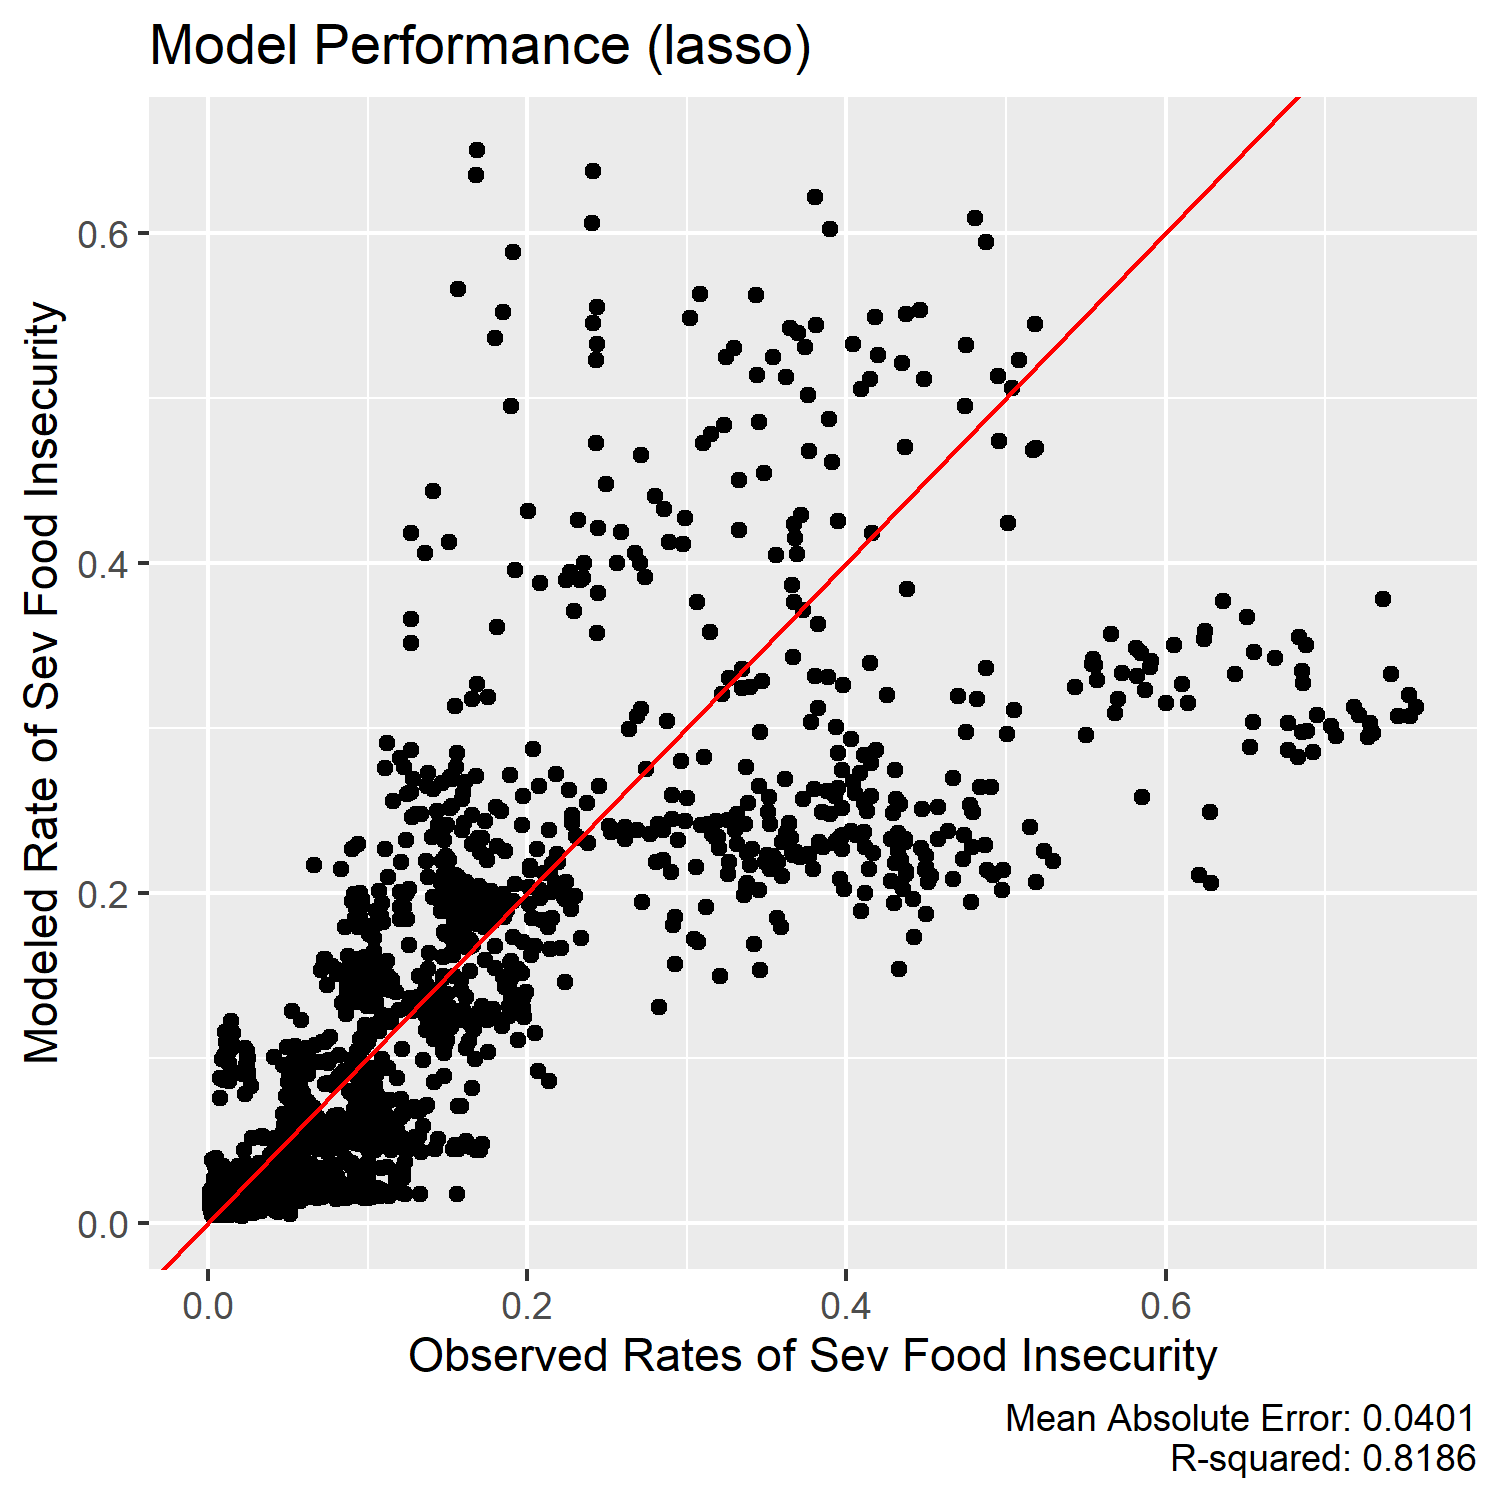 Model Performance (lasso)
Modeled Rate of Sev Food Insecurity
0.6
0.4
0.2
0.0
0.0 0.2 0.4 0.6
Observed Rates of Sev Food Insecurity
Mean Absolute Error: 0.0401
R-squared: 0.8186